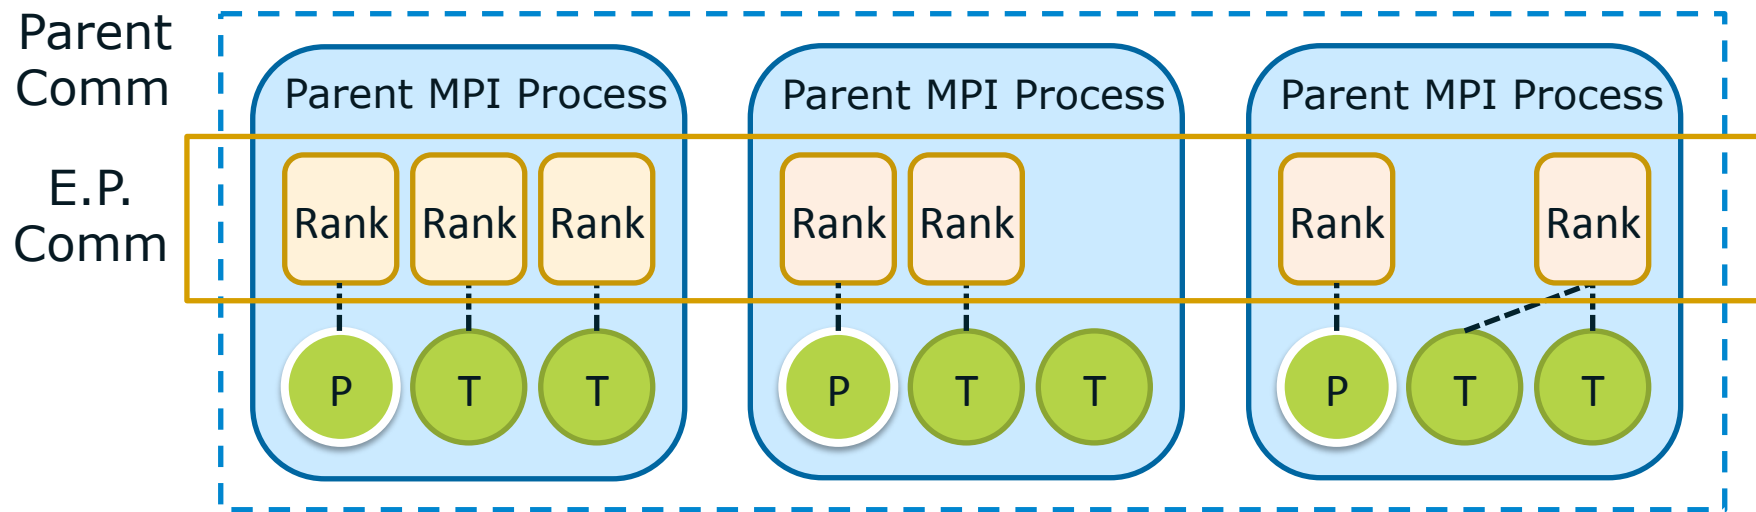 Parent
Comm
Parent MPI Process
Parent MPI Process
Parent MPI Process
E.P.
Comm
Rank
Rank
Rank
Rank
Rank
Rank
Rank
P
T
T
P
T
T
P
T
T